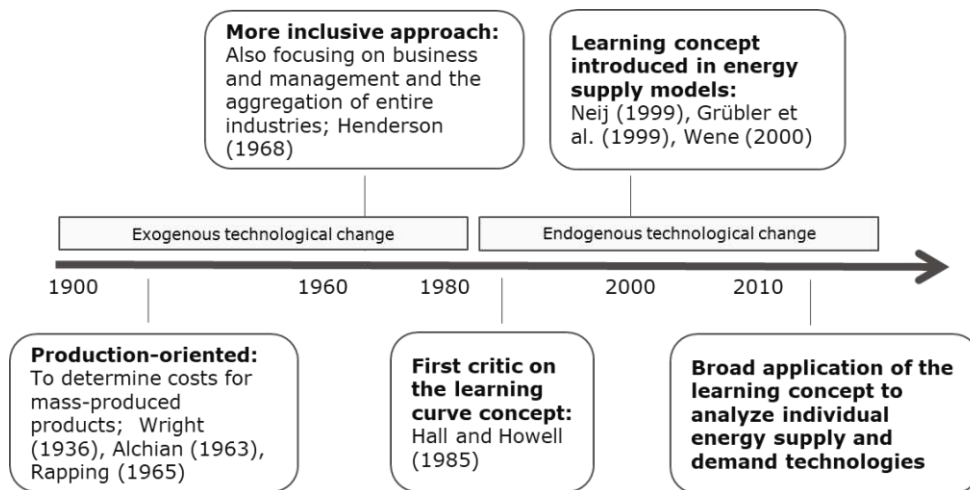 More inclusive approach:
Also focusing on business
and management and the
aggregation of entire
industries; Henderson
(1968)
Learning concept
introduced in energy
supply models:
Neij (1999), Grübler et
al. (1999), Wene (2000)
Exogenous technological change
Endogenous technological change
1900
1960
1980
2000
2010
Production-oriented:
To determine costs for
mass-produced
products; Wright
(1936), Alchian (1963),
Rapping (1965)
First critic on
the learning
curve concept:
Hall and Howell
(1985)
Broad application of the
learning concept to
analyze individual
energy supply and
demand technologies